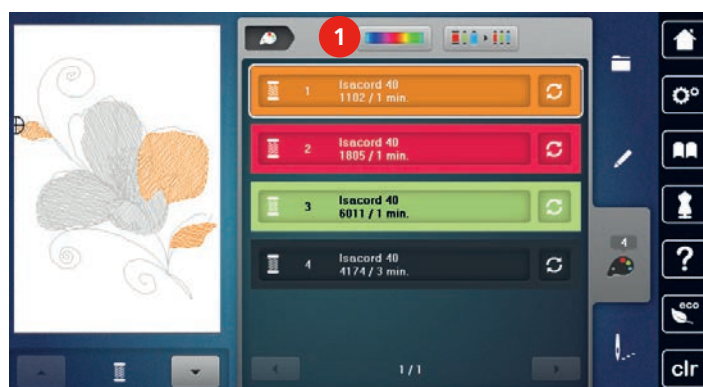 1
1
Isacord 40
1102 / 1 min.
2
Isacord 40
1805 / 1 min.
3
Isacord 40
6011 / 1 min.
4
Isacord 40
4174 / 3 min.
4
?
eco
1 / 1
clr